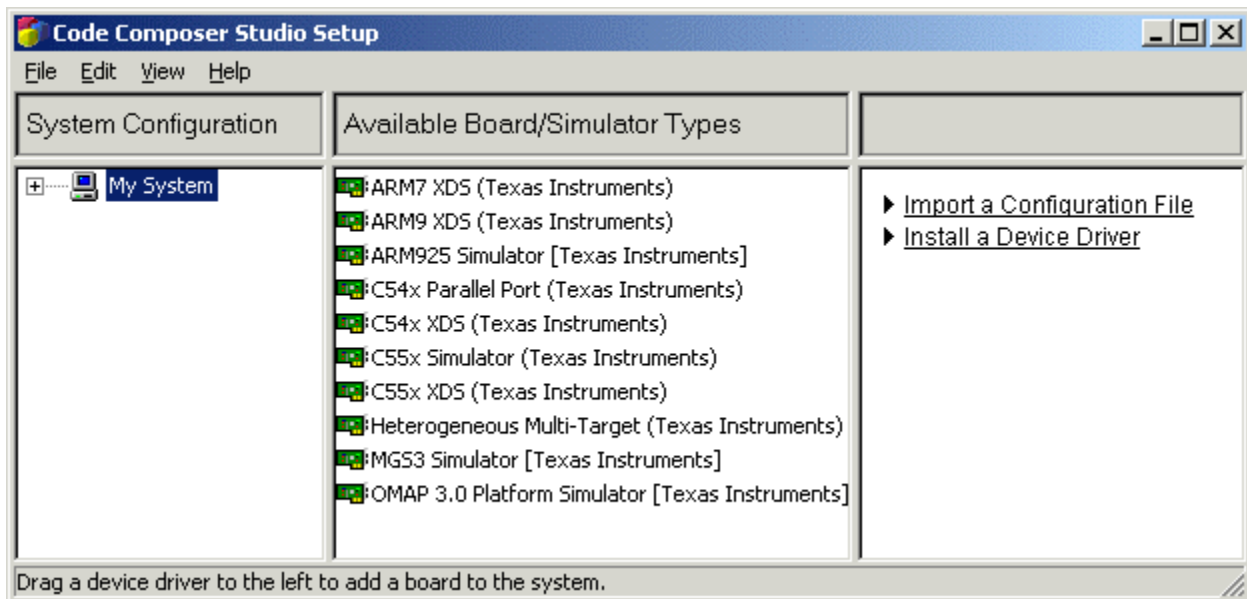 Code Composer Studio Setup
File Edit View Help
System Configuration
Available Board/Simulator Types
My System
ARM7 XDS (Texas Instruments)
ARM9 XDS (Texas Instruments)
ARM925 Simulator [Texas Instruments]
C54x Parallel Port (Texas Instruments)
C54x XDS (Texas Instruments)
C55x Simulator (Texas Instruments)
C55x XDS (Texas Instruments)
Heterogeneous Multi-Target (Texas Instruments)
MGS3 Simulator [Texas Instruments]
OMAP 3.0 Platform Simulator [Texas Instruments]
Import a Configuration File
Install a Device Driver
Drag a device driver to the left to add a board to the system.